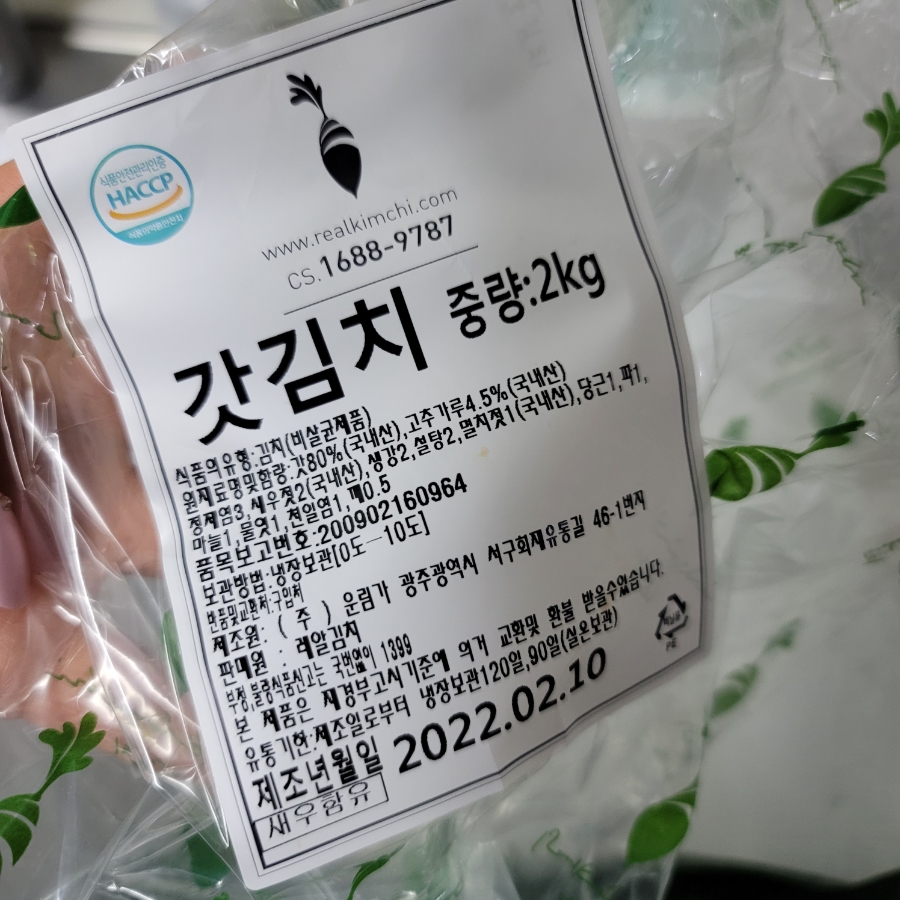 식품안전관리인증
HACCP
식품의약품안전처
www.realkimchi.com
CS.1688-9787
갓김치 중량:2kg
식품의유형:김치(비살균제품)
원재료명및함량:갓80%(국내산),고추가루4.5%(국내산)
정제염3,새우젓2(국내산),생강2,설탕2,멸치젓1(국내산),당근1,파1,
마늘1,물엿1,천일염1,깨0.5
품목보고번호:200902160964
보관방법:냉장보관[0도-10도]
반품및교환처:구입처
제조원:(주) 운림가 광주광역시 서구회재유통길 46-1번지
판매원 : 레알김치
부정,불량식품신고는 국번없이 1399
본 제품은 재경부고시기준에 의거 교환및 환불 받을수있습니다.
유통기한:제조일로부터 냉장보관120일,90일(실온보관)
제조년월일 2022.02.10
새우함유